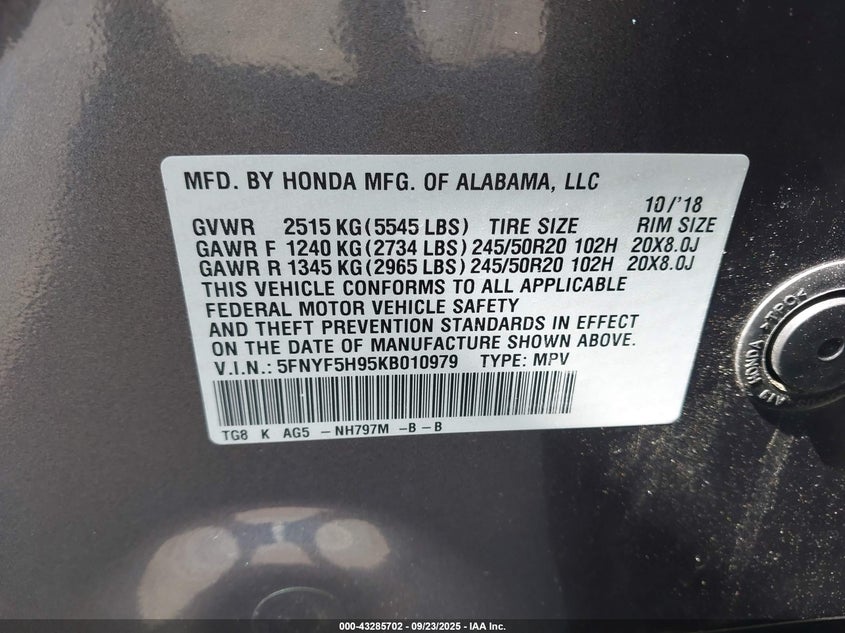 MFD. BY HONDA MFG. OF ALABAMA, LLC
10/'18
GVWR 2515 KG(5545 LBS) TIRE SIZE RIM SIZE
GAWR F 1240 KG(2734 LBS) 245/50R20 102H 20X8.0J
GAWR R 1345 KG(2965 LBS) 245/50R20 102H 20X8.0J
THIS VEHICLE CONFORMS TO ALL APPLICABLE
FEDERAL MOTOR VEHICLE SAFETY
AND THEFT PREVENTION STANDARDS IN EFFECT
ON THE DATE OF MANUFACTURE SHOWN ABOVE.
V.I.N.: 5FNYF5H95KB010979 TYPE: MPV
TG8 K AG5 -NH797M -B-B
HONDA >TPO<
000-43285702 - 09/23/2025 - IAA Inc.